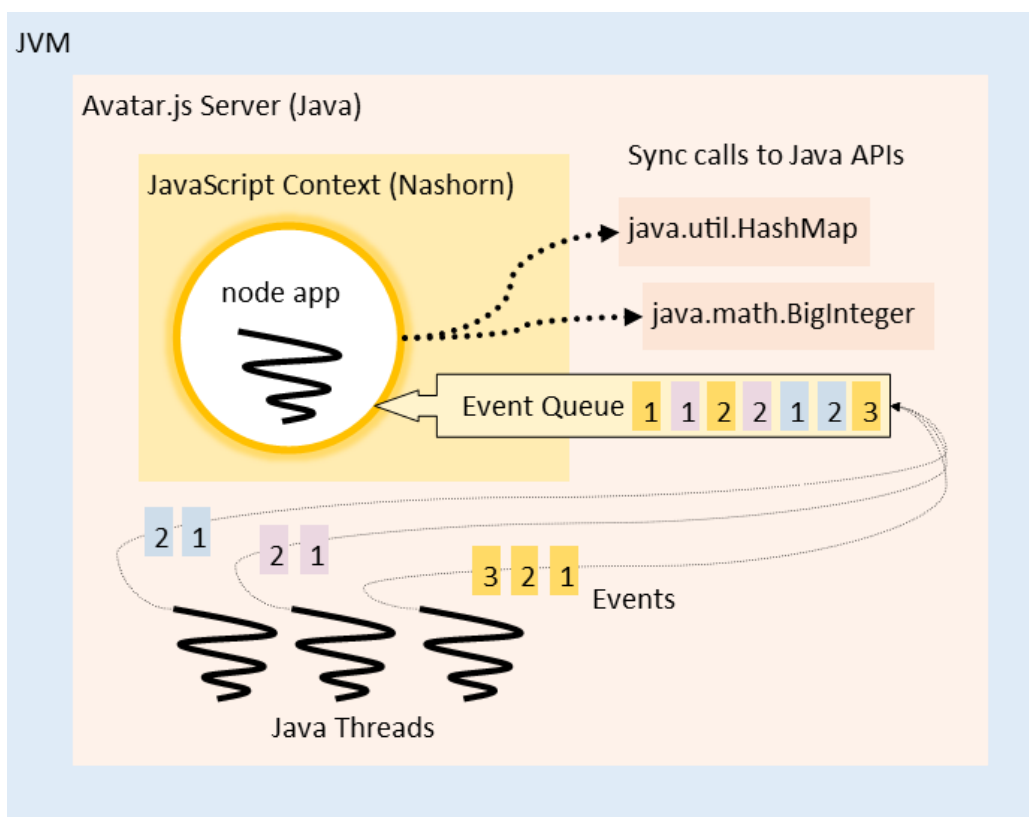 JVM
Avatar.js Server (Java)
Sync calls to Java APIs
JavaScript Context (Nashorn)
java.util.HashMap
node app
java.math.BigInteger
Event Queue 1 1 2 2 1 2 3
2 1
2 1
3 2 1
Events
Java Threads